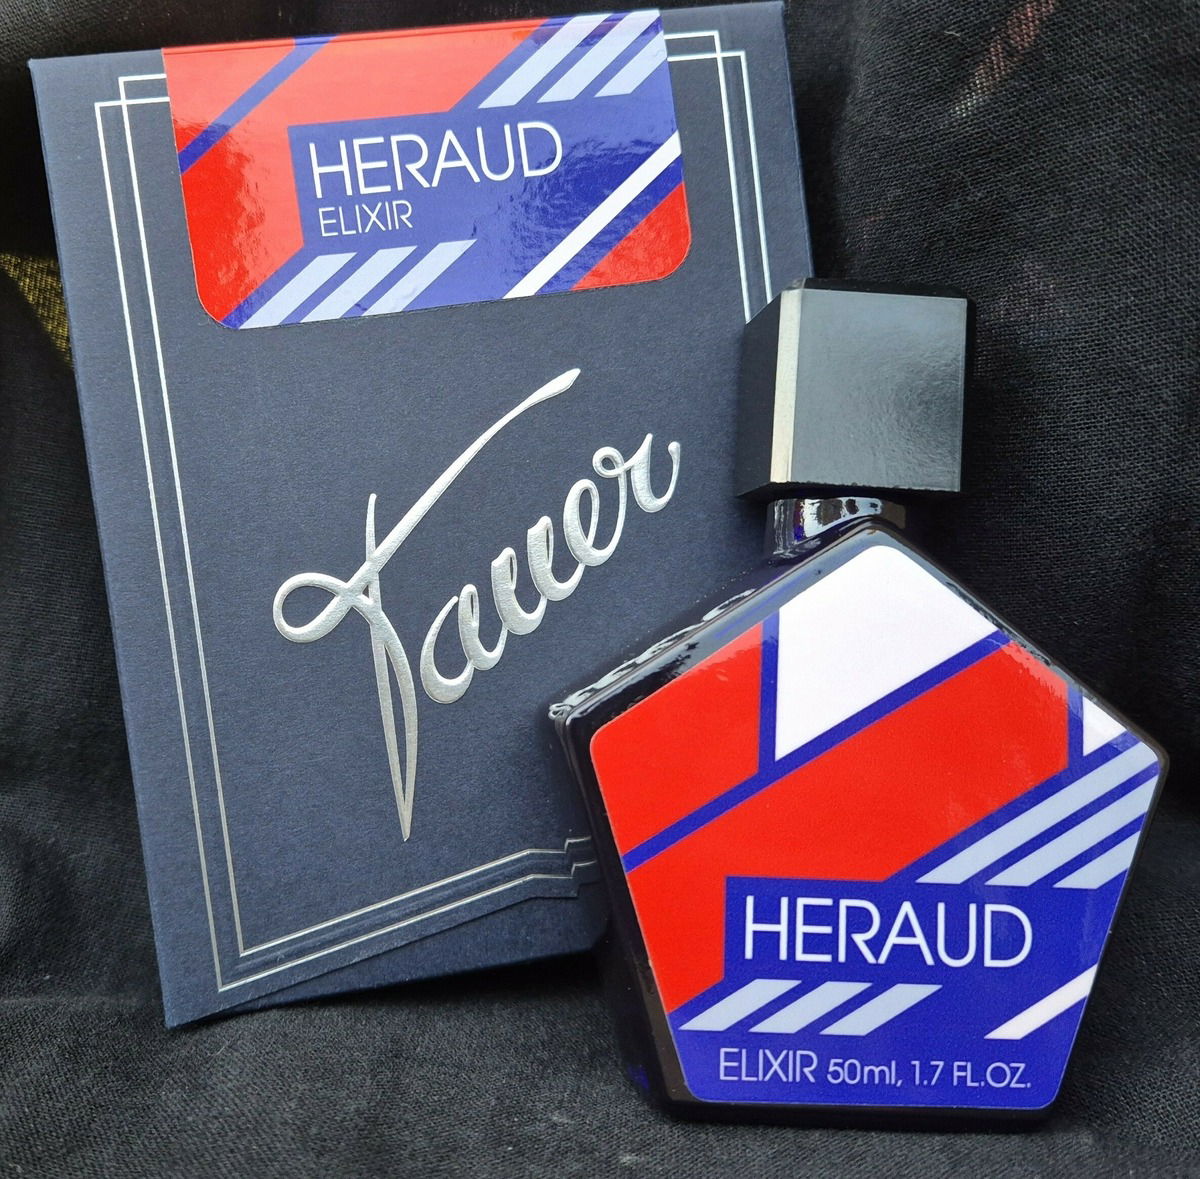 HERAUD
ELIXIR
Tauer
HERAUD
ELIXIR 50ml, 1.7 FL.OZ.